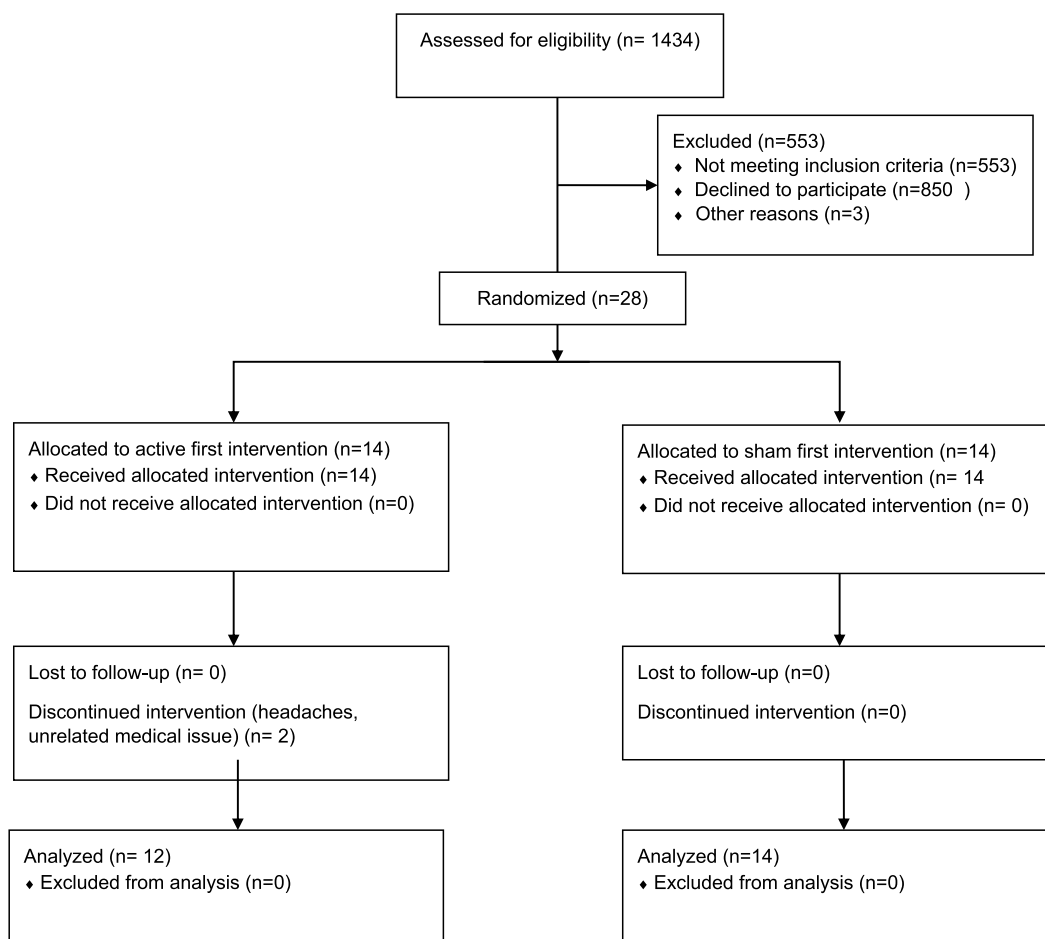 Assessed for eligibility (n= 1434)
Excluded (n=553)
♦ Not meeting inclusion criteria (n=553)
♦ Declined to participate (n=850 )
♦ Other reasons (n=3)
Randomized (n=28)
Allocated to active first intervention (n=14)
♦ Received allocated intervention (n=14)
♦ Did not receive allocated intervention (n=0)
Allocated to sham first intervention (n=14)
♦ Received allocated intervention (n= 14
♦ Did not receive allocated intervention (n= 0)
Lost to follow-up (n= 0)
Discontinued intervention (headaches,
unrelated medical issue) (n= 2)
Lost to follow-up (n=0)
Discontinued intervention (n=0)
Analyzed (n= 12)
♦ Excluded from analysis (n=0)
Analyzed (n=14)
♦ Excluded from analysis (n=0)